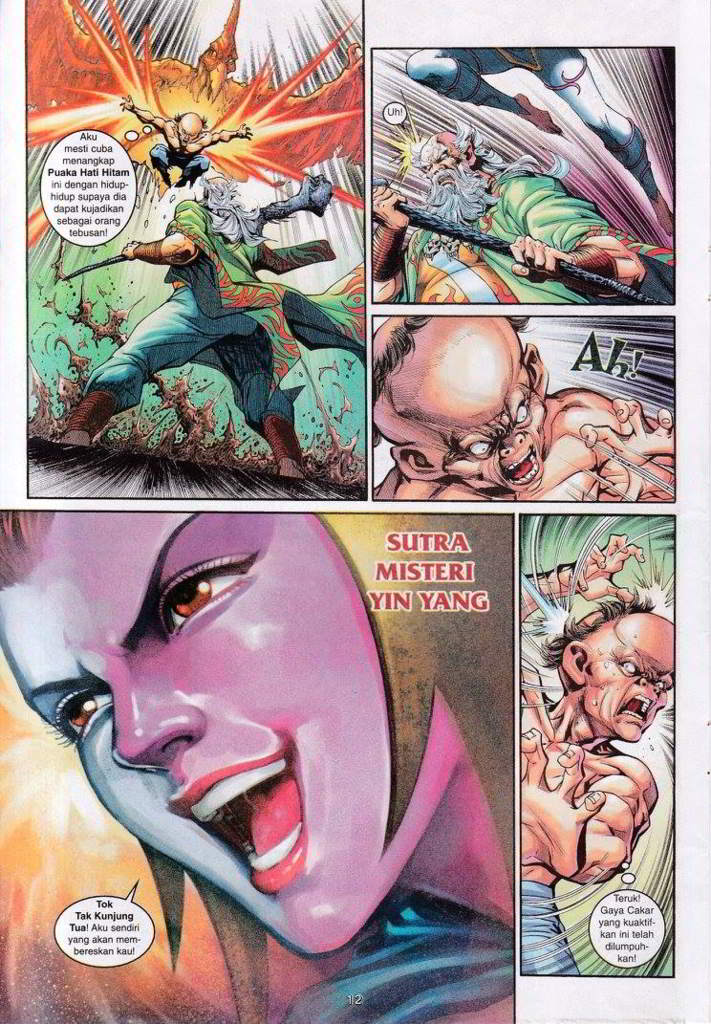 Aku
mesti cuba
menangkap
Puaka Hati Hitam
ini dengan hidup-
hidup supaya dia
dapat kujadikan
sebagai orang
tebusan!
Uh!
Ah!
SUTRA
MISTERI
YIN YANG
Tok
Tak Kunjung
Tua! Aku sendiri
yang akan mem-
bereskan kau!
Teruk!
Gaya Cakar
yang kuaktif-
kan ini telah
dilumpuh-
kan!
12